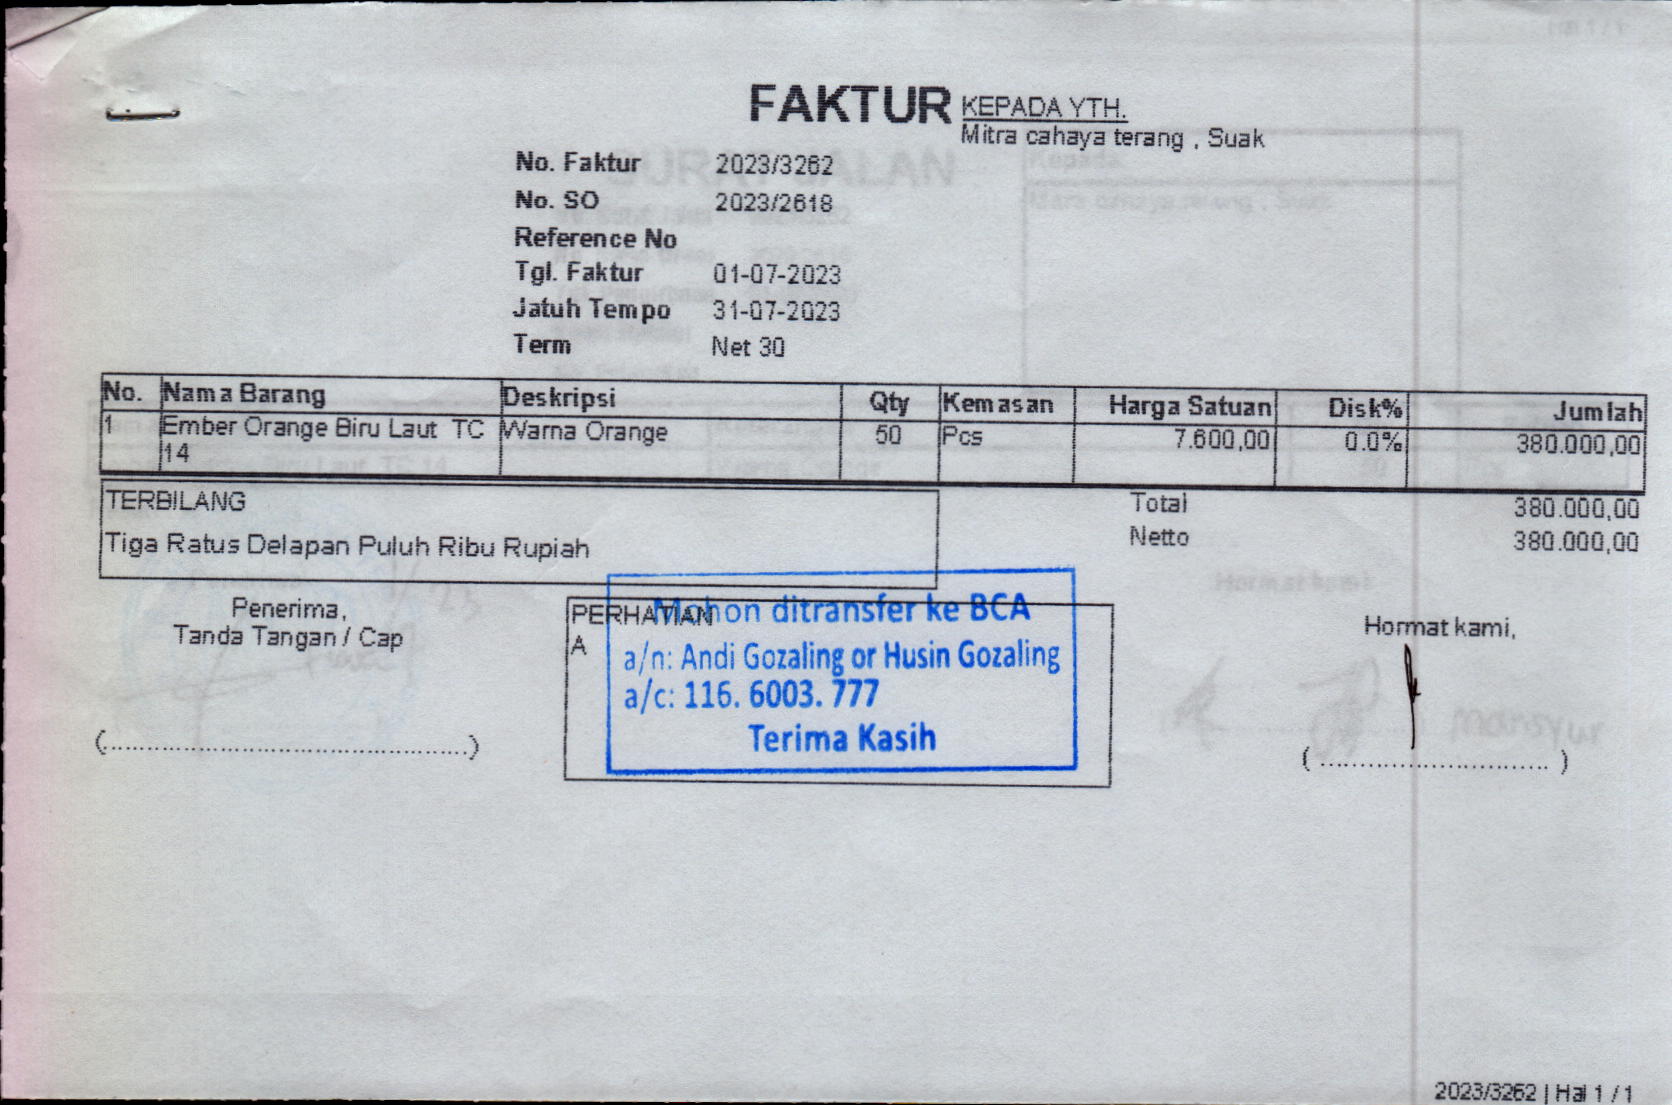 FAKTUR
KEPADA YTH.
Mitra cahaya terang , Suak
No. Faktur 2023/3262
No. SO 2023/2618
Reference No
Tgl. Faktur 01-07-2023
Jatuh Tempo 31-07-2023
Term Net 30
No. Nama Barang Deskripsi Qty Kemasan Harga Satuan Disk% Jumlah
1 Ember Orange Biru Laut TC 14 Warna Orange 50 Pcs 7.600,00 0.0% 380.000,00
TERBILANG
Tiga Ratus Delapan Puluh Ribu Rupiah
Total 380.000,00
Netto 380.000,00
Penerima,
Tanda Tangan / Cap
(....................................................)
PERHATIAN
A
Mohon ditransfer ke BCA
a/n: Andi Gozaling or Husin Gozaling
a/c: 116. 6003. 777
Terima Kasih
Hormat kami,
( ................................. )
mansyur
2023/3262 | Hal 1 / 1